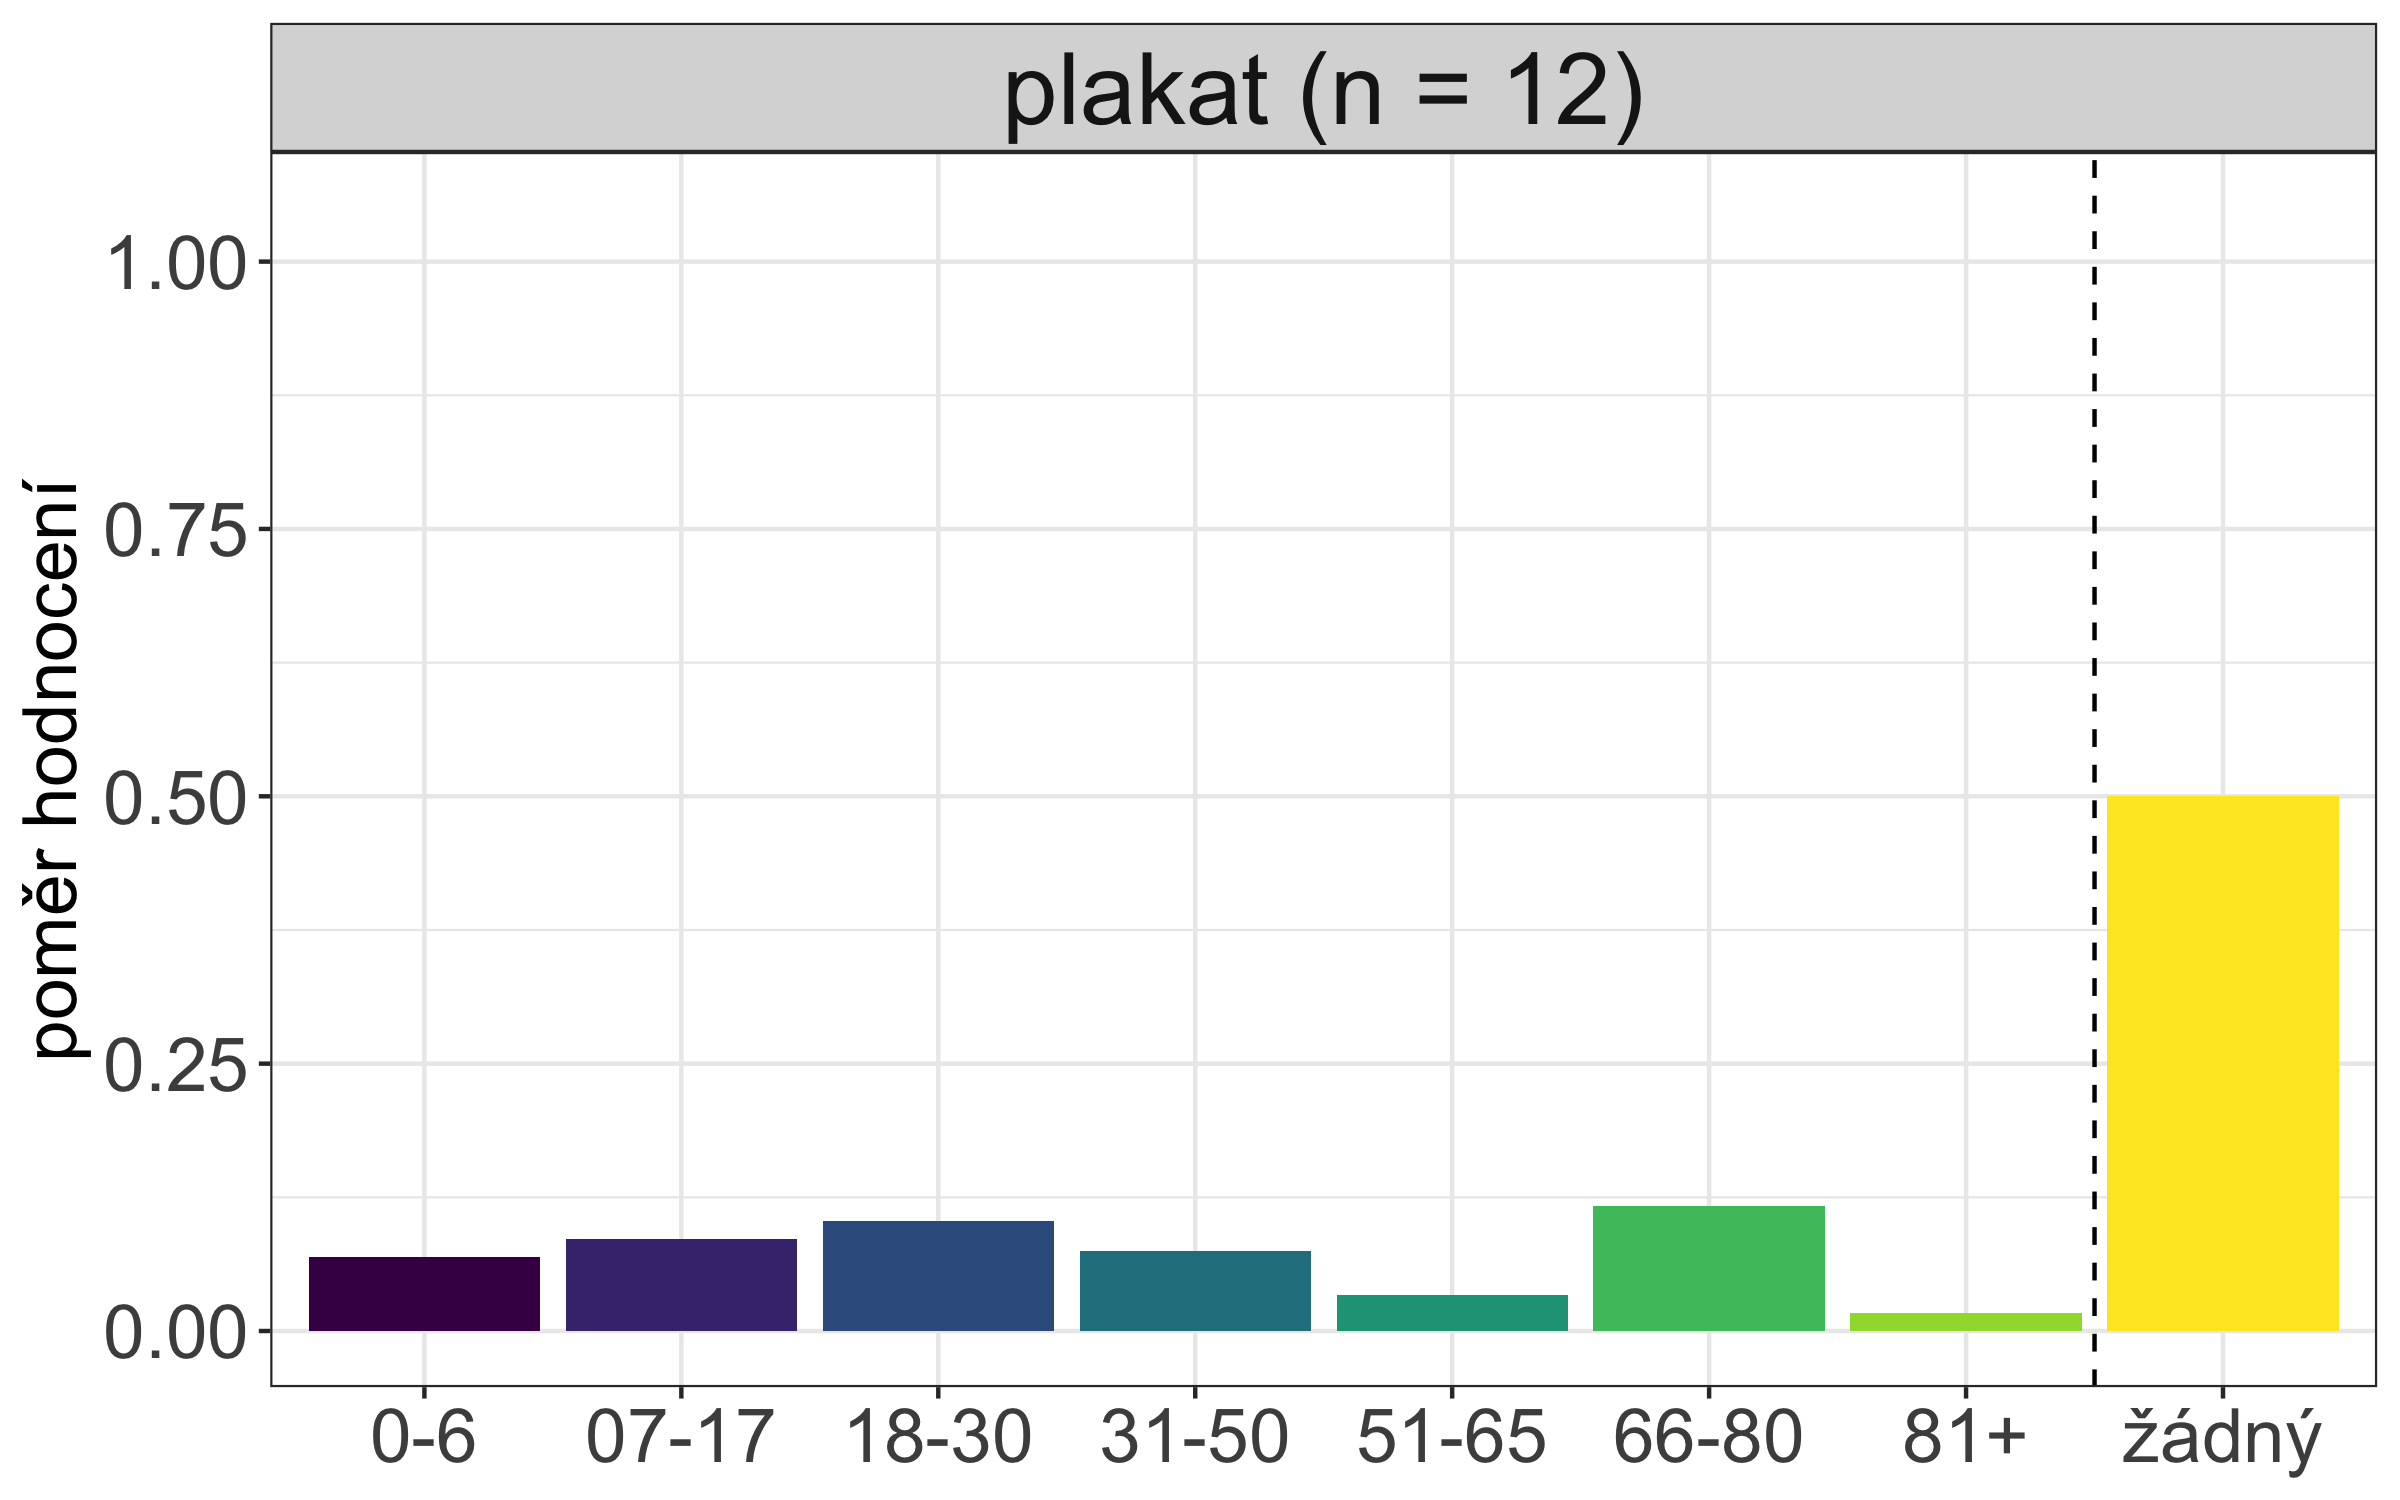 plakat (n = 12)
poměr hodnocení
1.00
0.75
0.50
0.25
0.00
0-6 07-17 18-30 31-50 51-65 66-80 81+ žádný